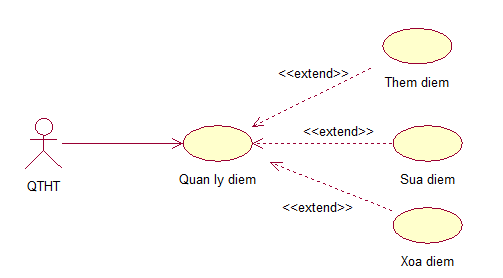 <<extend>>
Them diem
<<extend>>
QTHT
Quan ly diem
Sua diem
<<extend>>
Xoa diem